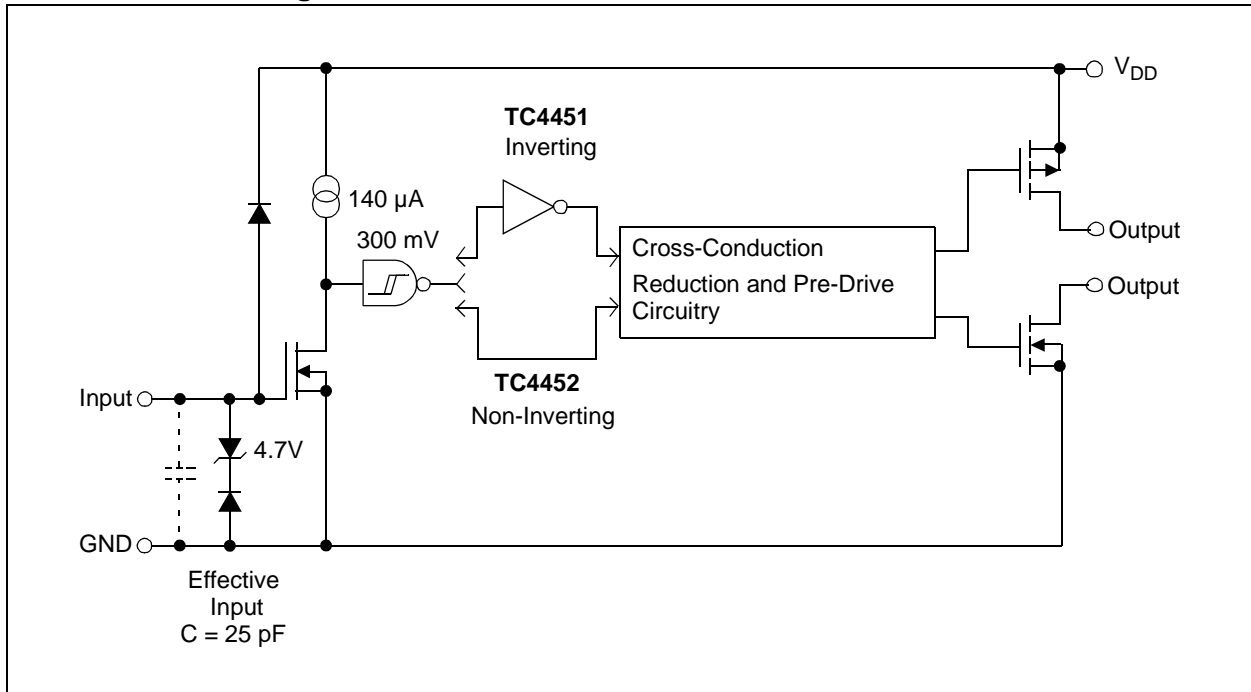 V_DD
TC4451
Inverting
140 µA
300 mV
Cross-Conduction
Reduction and Pre-Drive
Circuitry
Output
Output
TC4452
Non-Inverting
Input
4.7V
GND
Effective
Input
C = 25 pF